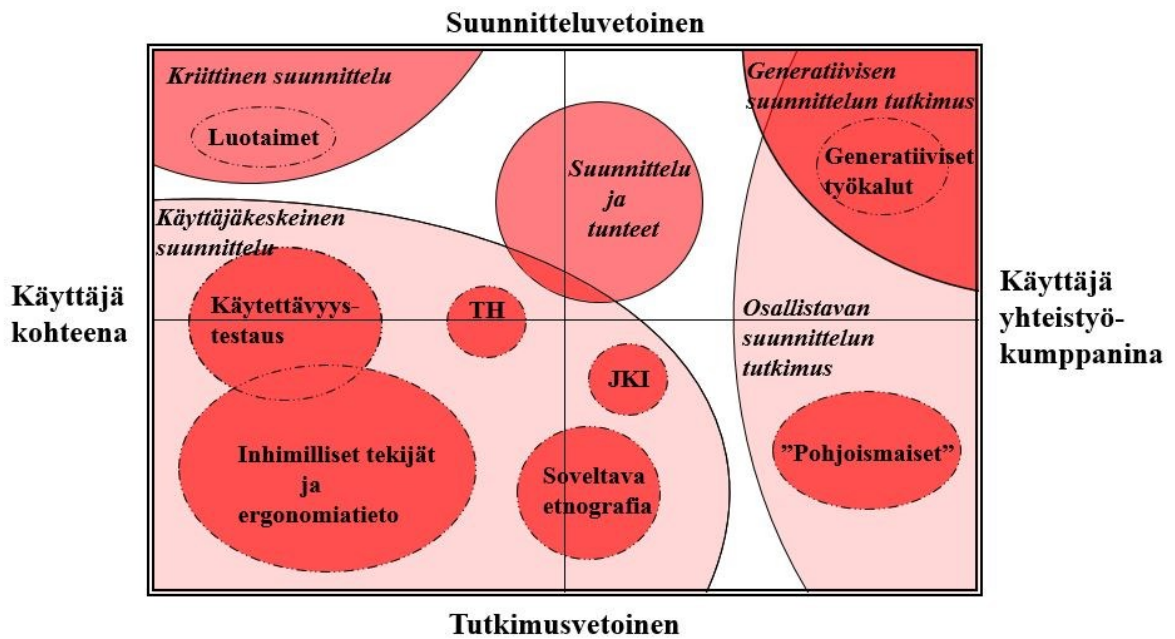 Suunnitteluvetoinen
Kriittinen suunnittelu
Luotaimet
Generatiivisen
suunnittelun tutkimus
Generatiiviset
työkalut
Suunnittelu
ja
tunteet
Käyttäjäkeskeinen
suunnittelu
Käyttäjä
kohteena
Käytettävyys-
testaus
TH
JKI
Osallistavan
suunnittelun
tutkimus
Käyttäjä
yhteistyö-
kumppanina
Inhimilliset tekijät
ja
ergonomiatieto
Soveltava
etnografia
”Pohjoismaiset”
Tutkimusvetoinen